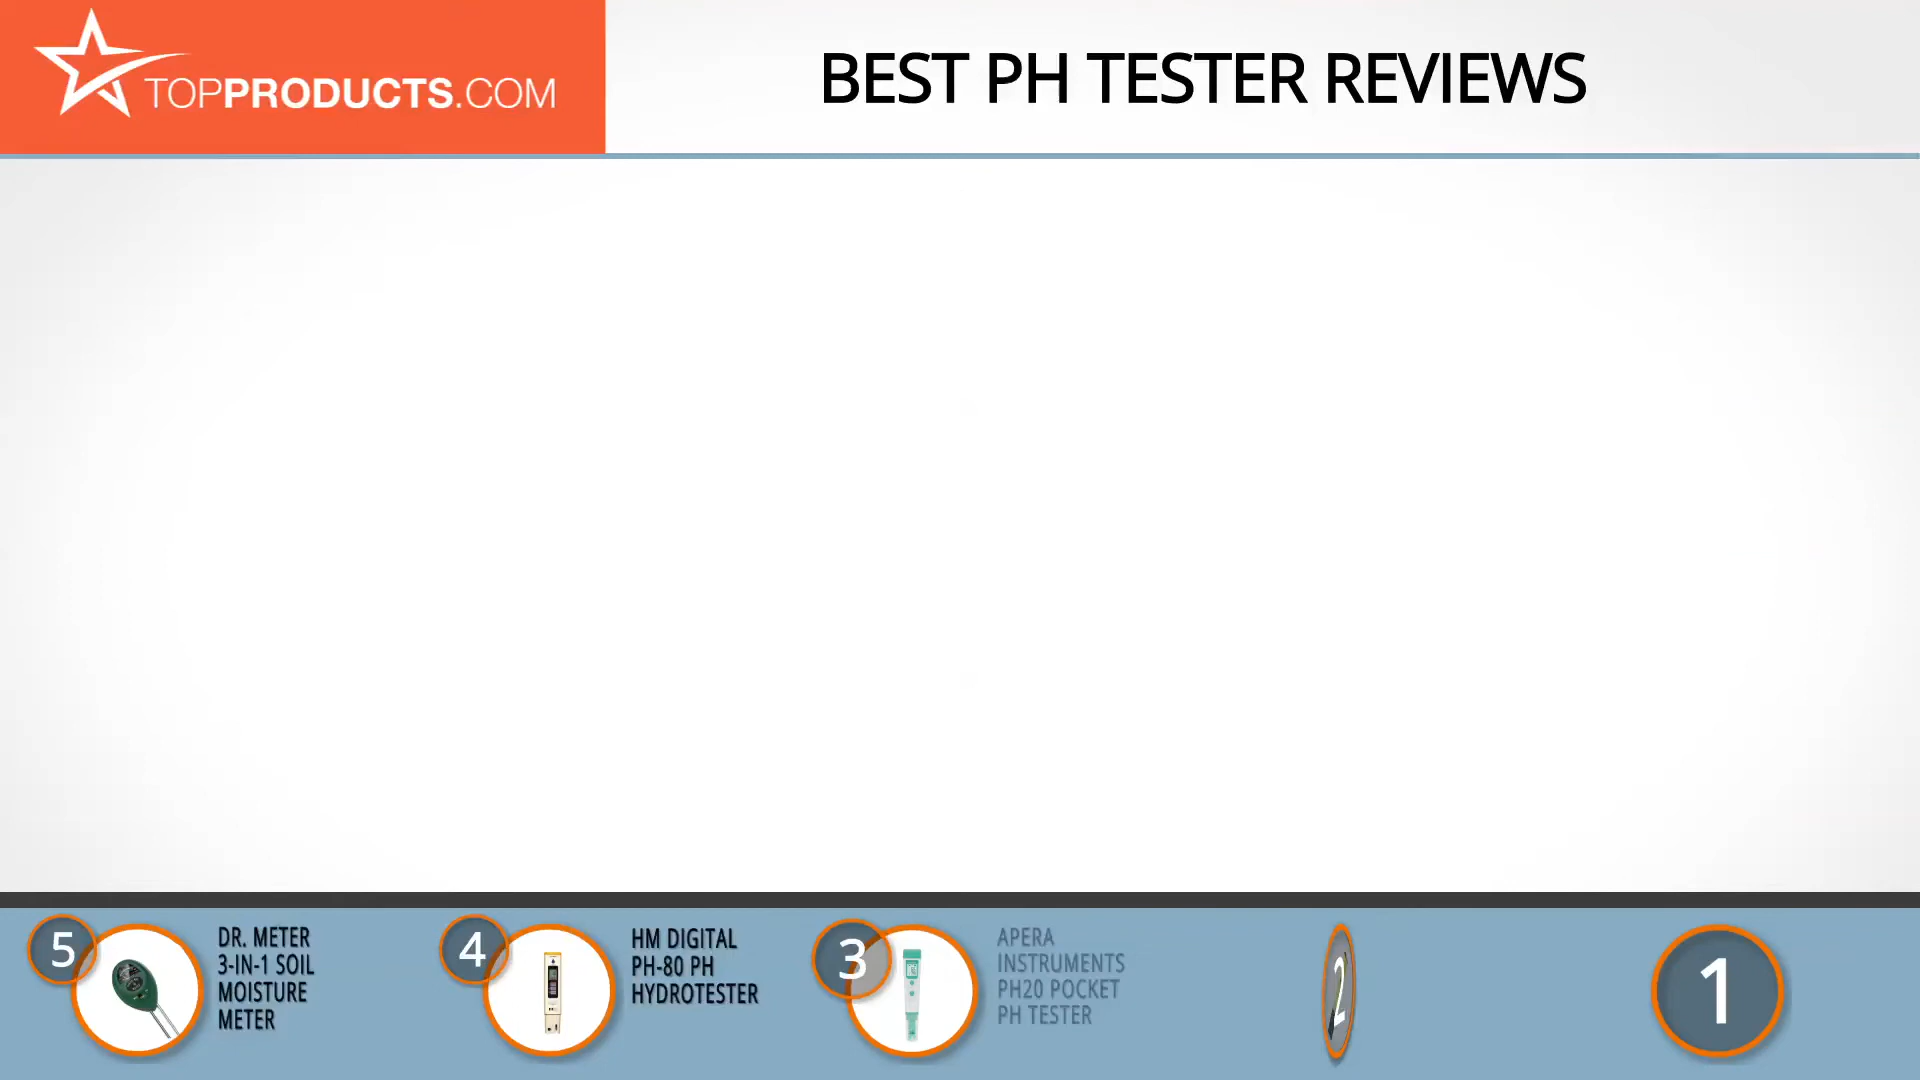 TOPPRODUCTS.COM
BEST PH TESTER REVIEWS
5
DR. METER
3-IN-1 SOIL
MOISTURE
METER
4
HM DIGITAL
PH-80 PH
HYDROTESTER
3
APERA
INSTRUMENTS
PH20 POCKET
PH TESTER
2
1